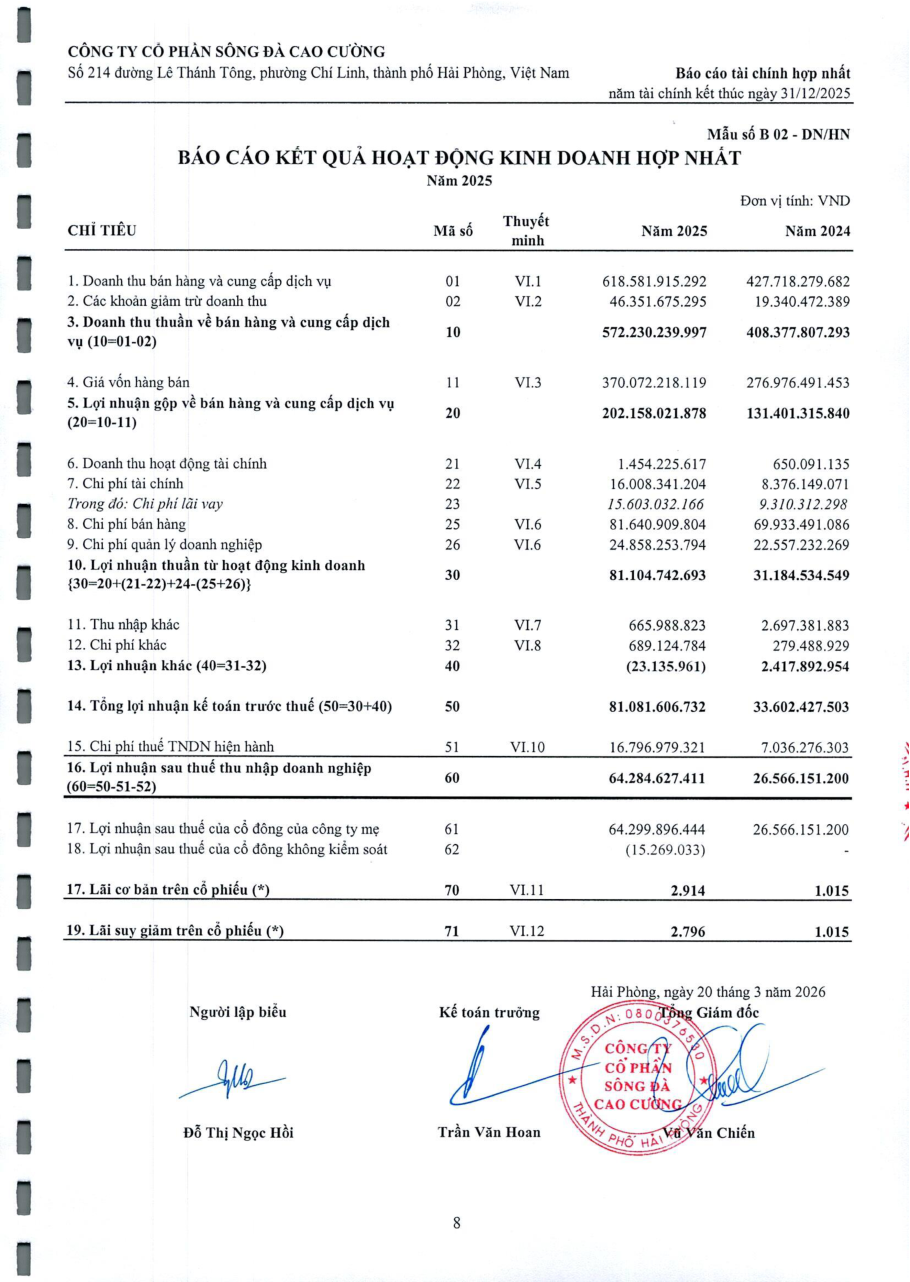 CÔNG TY CỔ PHẦN SÔNG ĐÀ CAO CƯỜNG
Số 214 đường Lê Thánh Tông, phường Chí Linh, thành phố Hải Phòng, Việt Nam
Báo cáo tài chính hợp nhất
năm tài chính kết thúc ngày 31/12/2025
Mẫu số B 02 - DN/HN
BÁO CÁO KẾT QUẢ HOẠT ĐỘNG KINH DOANH HỢP NHẤT
Năm 2025
Đơn vị tính: VND
CHỈ TIÊU Mã số Thuyết minh Năm 2025 Năm 2024
1. Doanh thu bán hàng và cung cấp dịch vụ 01 VI.1 618.581.915.292 427.718.279.682
2. Các khoản giảm trừ doanh thu 02 VI.2 46.351.675.295 19.340.472.389
3. Doanh thu thuần về bán hàng và cung cấp dịch
vụ (10=01-02) 10 572.230.239.997 408.377.807.293
4. Giá vốn hàng bán 11 VI.3 370.072.218.119 276.976.491.453
5. Lợi nhuận gộp về bán hàng và cung cấp dịch vụ
(20=10-11) 20 202.158.021.878 131.401.315.840
6. Doanh thu hoạt động tài chính 21 VI.4 1.454.225.617 650.091.135
7. Chi phí tài chính 22 VI.5 16.008.341.204 8.376.149.071
Trong đó: Chi phí lãi vay 23 15.603.032.166 9.310.312.298
8. Chi phí bán hàng 25 VI.6 81.640.909.804 69.933.491.086
9. Chi phí quản lý doanh nghiệp 26 VI.6 24.858.253.794 22.557.232.269
10. Lợi nhuận thuần từ hoạt động kinh doanh
{30=20+(21-22)+24-(25+26)} 30 81.104.742.693 31.184.534.549
11. Thu nhập khác 31 VI.7 665.988.823 2.697.381.883
12. Chi phí khác 32 VI.8 689.124.784 279.488.929
13. Lợi nhuận khác (40=31-32) 40 (23.135.961) 2.417.892.954
14. Tổng lợi nhuận kế toán trước thuế (50=30+40) 50 81.081.606.732 33.602.427.503
15. Chi phí thuế TNDN hiện hành 51 VI.10 16.796.979.321 7.036.276.303
16. Lợi nhuận sau thuế thu nhập doanh nghiệp
(60=50-51-52) 60 64.284.627.411 26.566.151.200
17. Lợi nhuận sau thuế của cổ đông của công ty mẹ 61 64.299.896.444 26.566.151.200
18. Lợi nhuận sau thuế của cổ đông không kiểm soát 62 (15.269.033) -
17. Lãi cơ bản trên cổ phiếu (*) 70 VI.11 2.914 1.015
19. Lãi suy giảm trên cổ phiếu (*) 71 VI.12 2.796 1.015
Hải Phòng, ngày 20 tháng 3 năm 2026
Người lập biểu Kế toán trưởng Tổng Giám đốc
M.S.D.N: 0800376530
CÔNG TY
CỔ PHẦN
SÔNG ĐÀ
CAO CƯỜNG
THÀNH PHỐ HẢI PHÒNG
Đỗ Thị Ngọc Hồi Trần Văn Hoan Vũ Văn Chiến
8